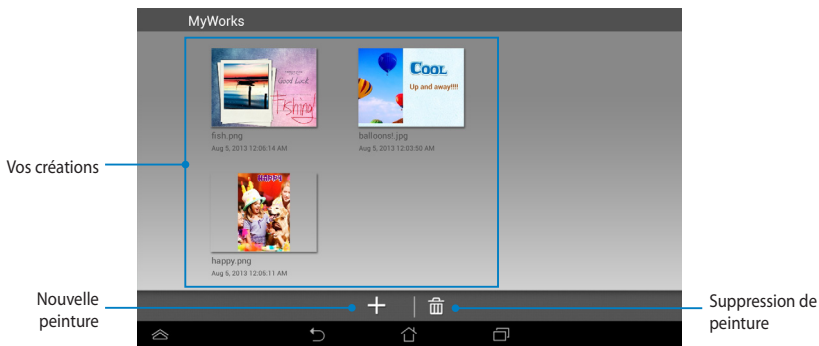 MyWorks
Good Luck
Fishing!
COOL
Up and away!!!!
fish.png
balloons!.jpg
Aug 5, 2013 12:06:14 AM
Aug 5, 2013 12:03:50 AM
Vos créations
HAPPY
happy.png
Aug 5, 2013 12:05:11 AM
Nouvelle
peinture
Suppression de
peinture